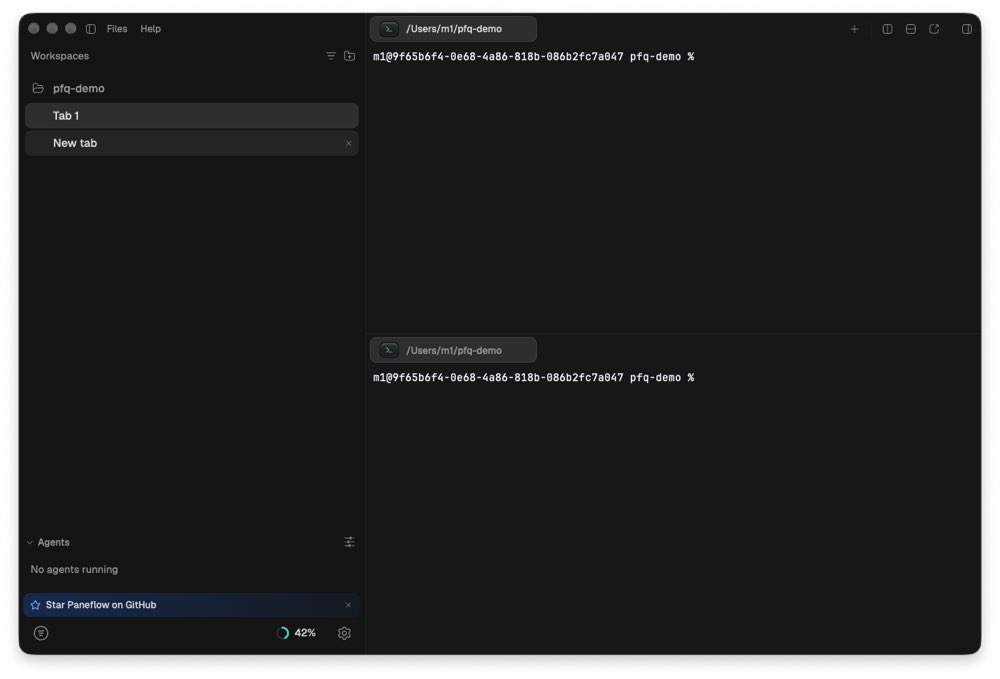 Files Help
Workspaces
pfq-demo
Tab 1
New tab
Agents
No agents running
Star Paneflow on GitHub
42%
/Users/m1/pfq-demo
m1@9f65b6f4-0e68-4a86-818b-086b2fc7a047 pfq-demo %
/Users/m1/pfq-demo
m1@9f65b6f4-0e68-4a86-818b-086b2fc7a047 pfq-demo %